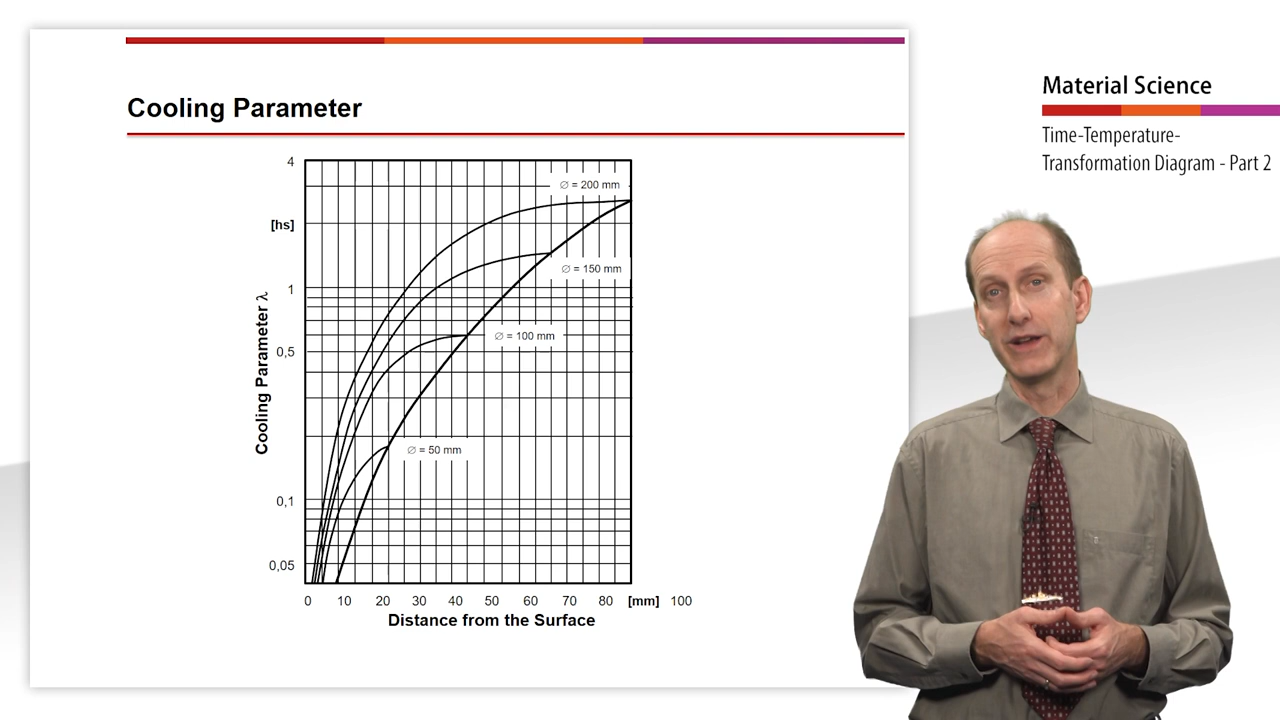 Cooling Parameter
4
[hs]
1
0,5
0,1
0,05
Cooling Parameter λ
∅ = 200 mm
∅ = 150 mm
∅ = 100 mm
∅ = 50 mm
0 10 20 30 40 50 60 70 80 [mm] 100
Distance from the Surface
Material Science
Time-Temperature-
Transformation Diagram - Part 2